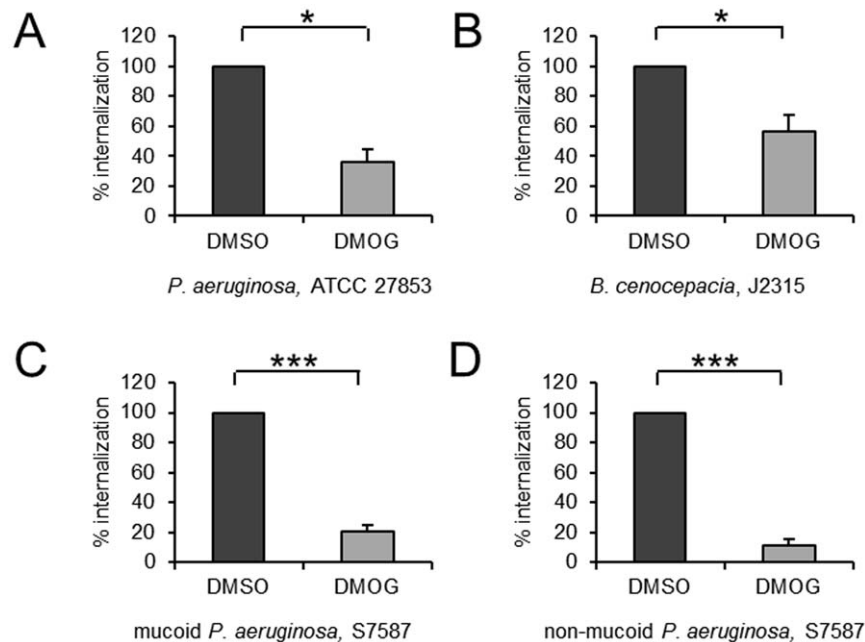 A
*
120
100
80
60
40
20
0
% internalization
DMSO DMOG
P. aeruginosa, ATCC 27853
B
*
120
100
80
60
40
20
0
% internalization
DMSO DMOG
B. cenocepacia, J2315
C
***
120
100
80
60
40
20
0
% internalization
DMSO DMOG
mucoid P. aeruginosa, S7587
D
***
120
100
80
60
40
20
0
% internalization
DMSO DMOG
non-mucoid P. aeruginosa, S7587